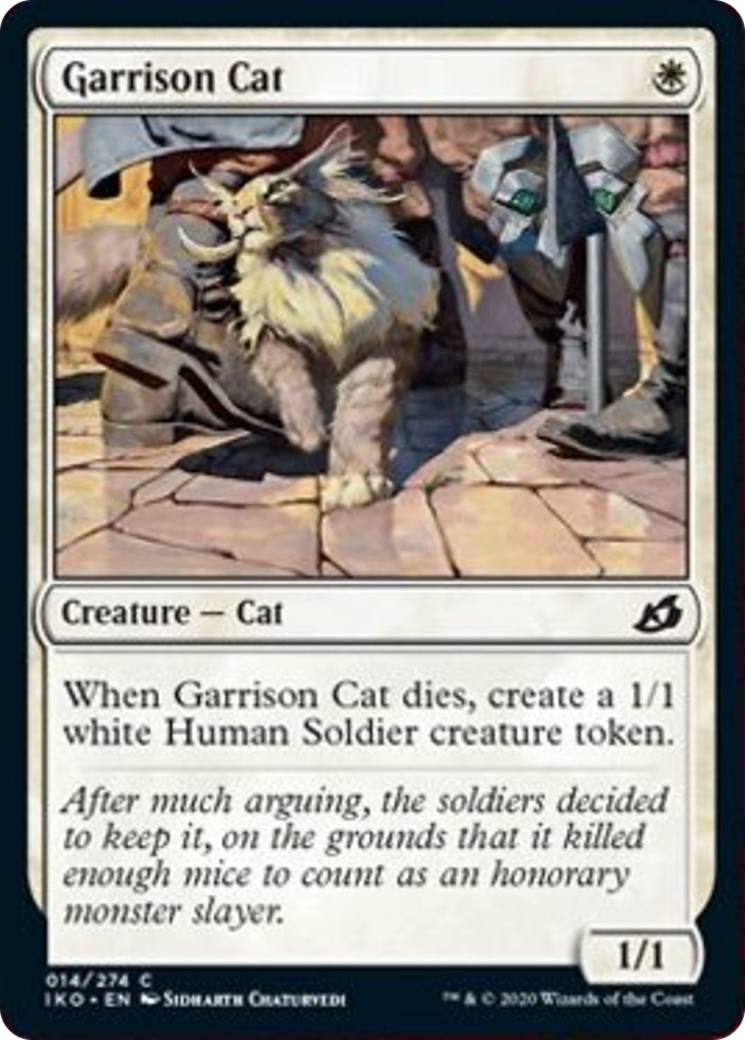 Garrison Cat
Creature — Cat
When Garrison Cat dies, create a 1/1
white Human Soldier creature token.
After much arguing, the soldiers decided
to keep it, on the grounds that it killed
enough mice to count as an honorary
monster slayer.
1/1
014/274 C
IKO • EN Sidharth Chaturvedi
™ & © 2020 Wizards of the Coast